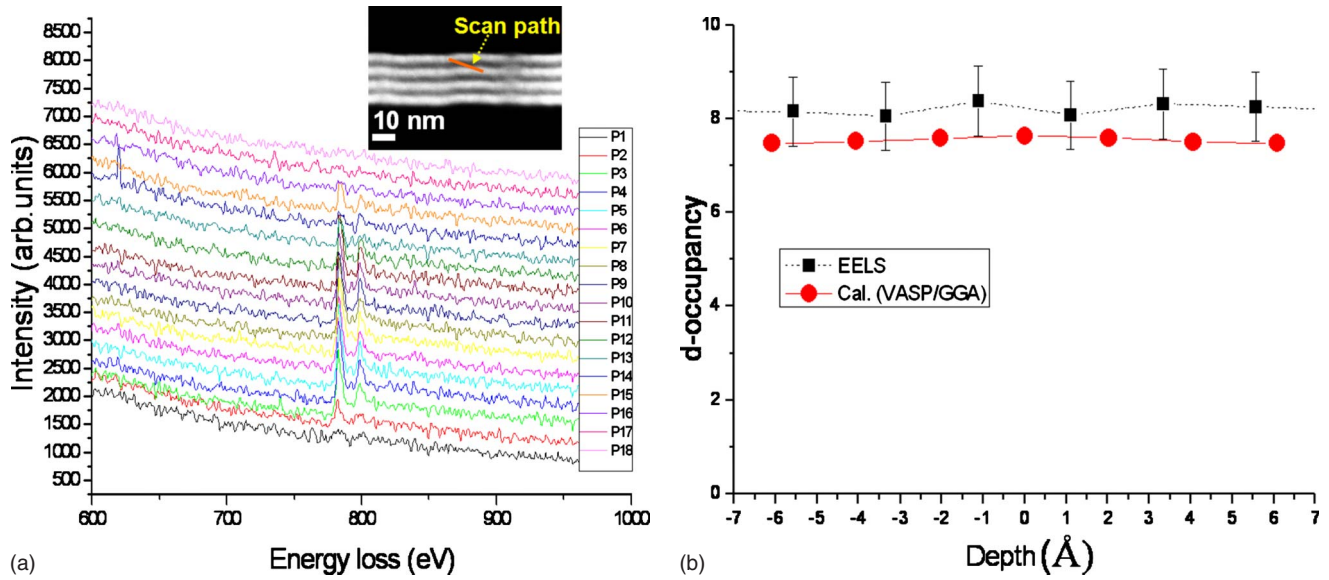 Scan path
10 nm
Intensity (arb.units)
8500
8000
7500
7000
6500
6000
5500
5000
4500
4000
3500
3000
2500
2000
1500
1000
500
600
700
800
900
1000
Energy loss (eV)
P1
P2
P3
P4
P5
P6
P7
P8
P9
P10
P11
P12
P13
P14
P15
P16
P17
P18
(a)
d-occupancy
10
8
6
4
2
0
EELS
Cal. (VASP/GGA)
-7 -6 -5 -4 -3 -2 -1 0 1 2 3 4 5 6 7
Depth (Å)
(b)